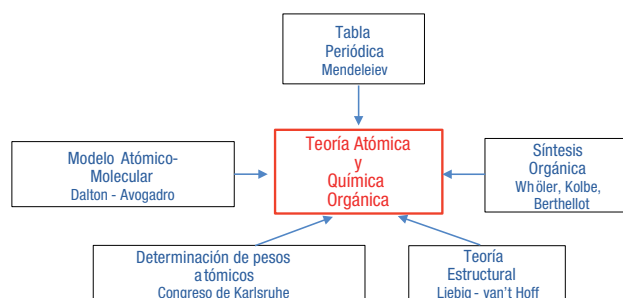 Tabla
Periódica
Mendeleiev
Teoría Atómica
y
Química
Orgánica
Modelo Atómico-
Molecular
Dalton - Avogadro
Síntesis
Orgánica
Whöler, Kolbe,
Berthellot
Determinación de pesos
atómicos
Congreso de Karlsruhe
Teoría
Estructural
Liebig - van't Hoff